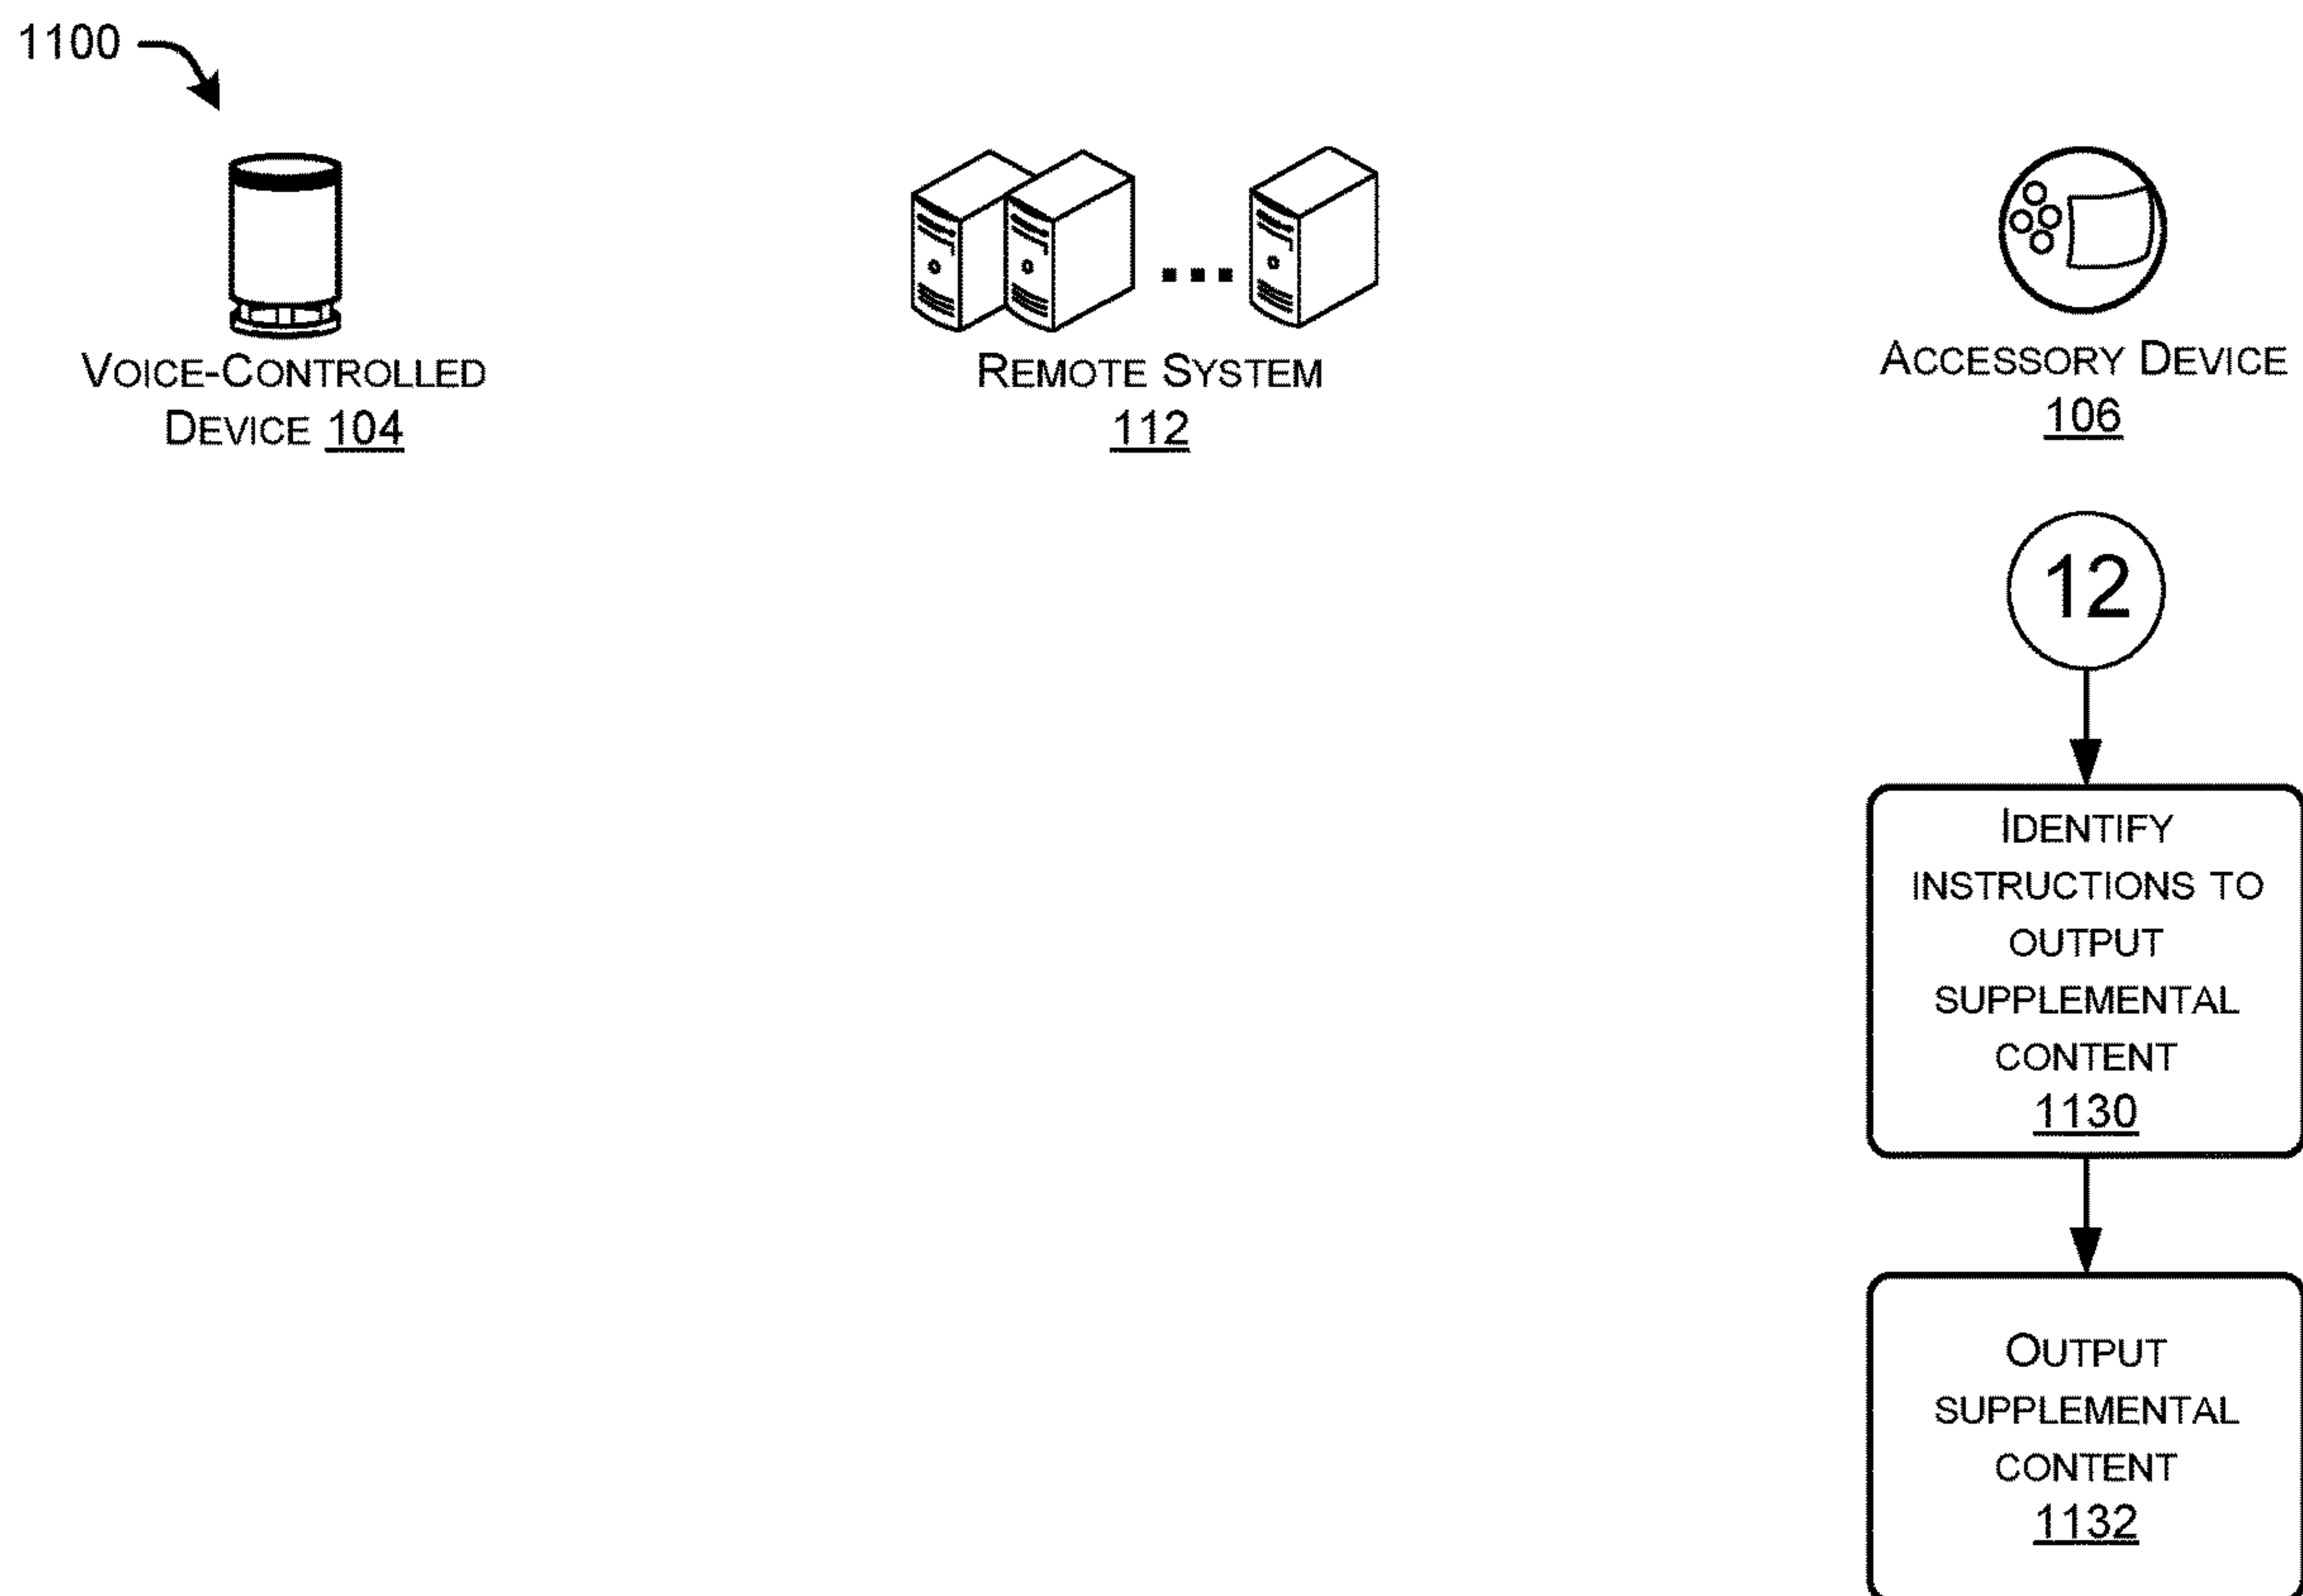 1100
VOICE-CONTROLLED
DEVICE 104
REMOTE SYSTEM
112
ACCESSORY DEVICE
106
12
IDENTIFY
INSTRUCTIONS TO
OUTPUT
SUPPLEMENTAL
CONTENT
1130
OUTPUT
SUPPLEMENTAL
CONTENT
1132